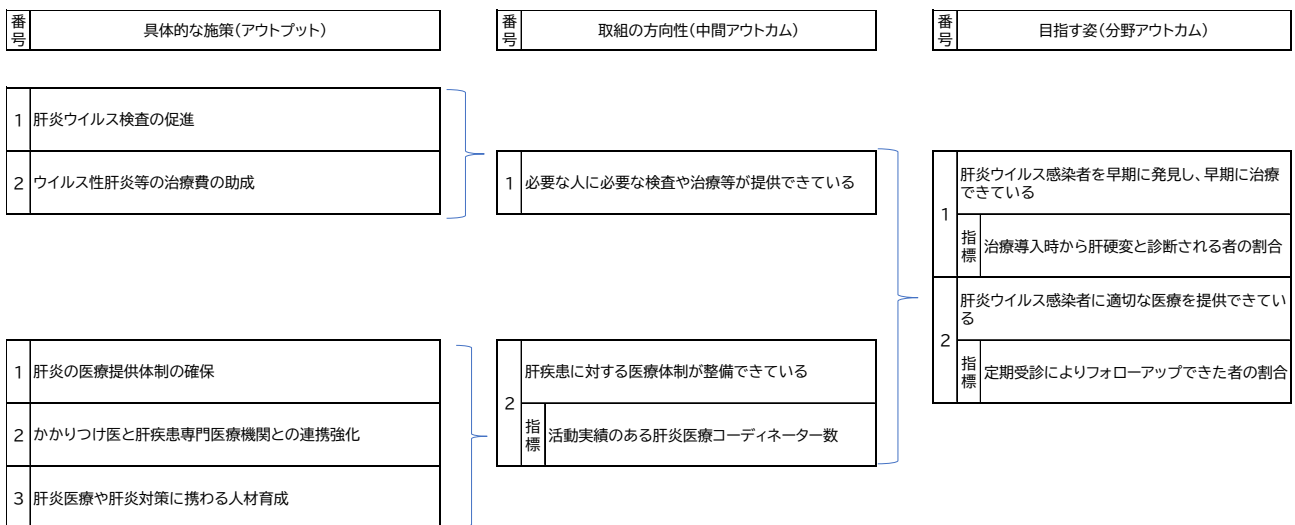 番号 具体的な施策(アウトプット)
番号 取組の方向性(中間アウトカム)
番号 目指す姿(分野アウトカム)
1 肝炎ウイルス検査の促進
2 ウイルス性肝炎等の治療費の助成
1 必要な人に必要な検査や治療等が提供できている
1 肝炎ウイルス感染者を早期に発見し、早期に治療
できている
指標 治療導入時から肝硬変と診断される者の割合
2 肝炎ウイルス感染者に適切な医療を提供できてい
る
指標 定期受診によりフォローアップできた者の割合
1 肝炎の医療提供体制の確保
2 かかりつけ医と肝疾患専門医療機関との連携強化
3 肝炎医療や肝炎対策に携わる人材育成
2 肝疾患に対する医療体制が整備できている
指標 活動実績のある肝炎医療コーディネーター数